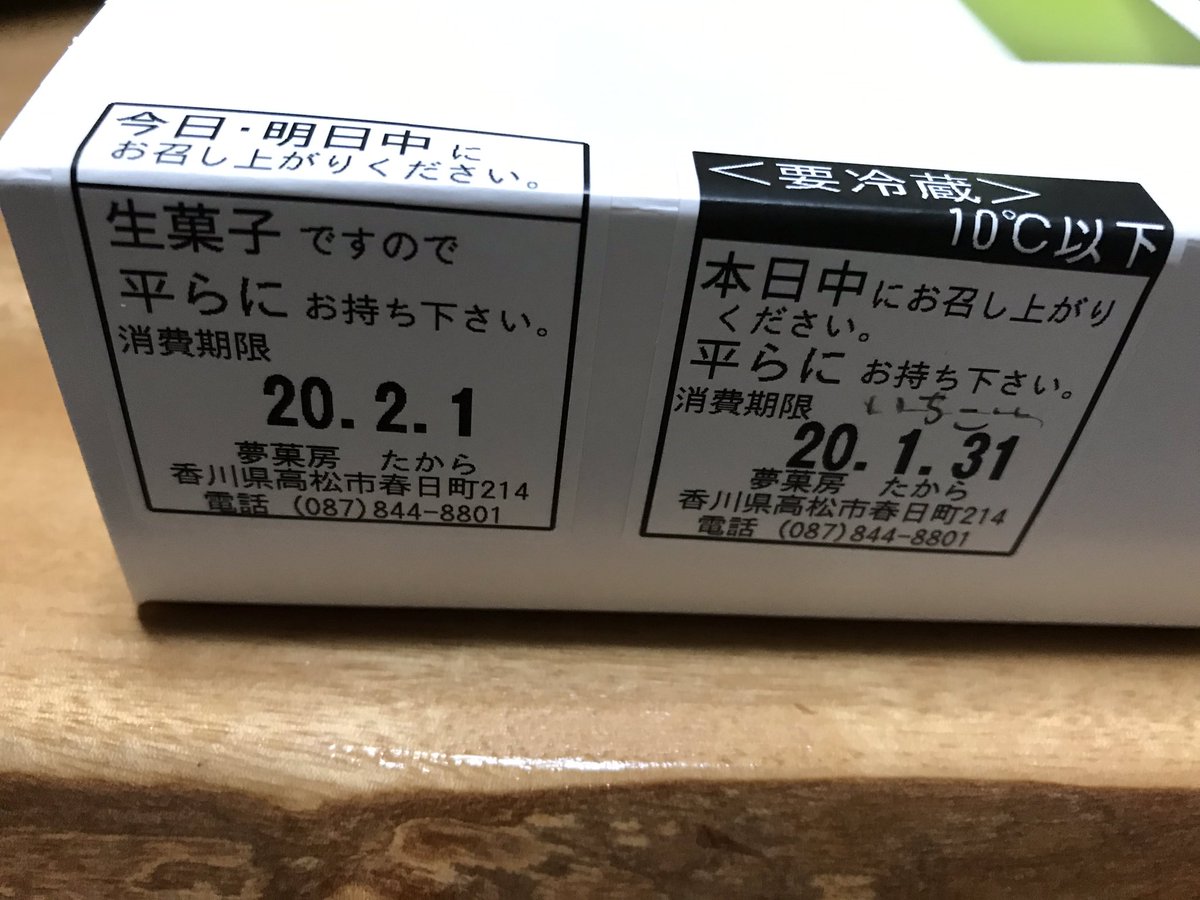 今日・明日中に
お召し上がりください。
生菓子ですので
平らにお持ち下さい。
消費期限
20.2.1
夢菓房 たから
香川県高松市春日町214
電話 (087)844-8801
<要冷蔵>
10℃以下
本日中にお召し上がり
ください。
平らにお持ち下さい。
消費期限 いちご
20.1.31
夢菓房 たから
香川県高松市春日町214
電話 (087)844-8801